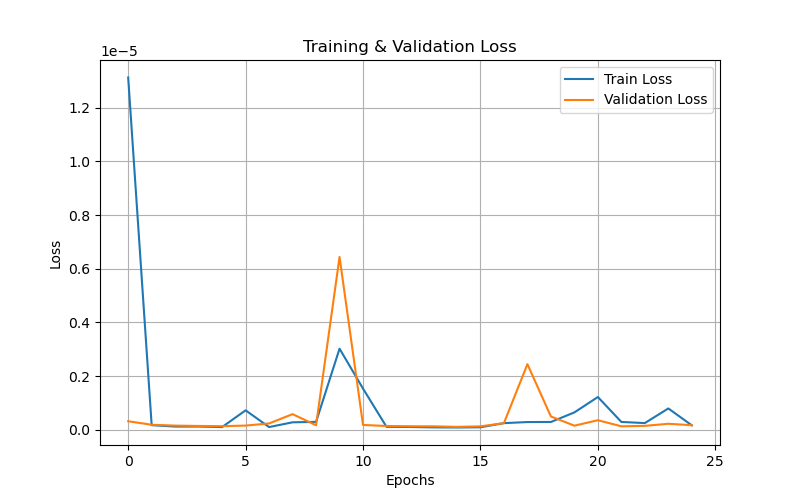 Training & Validation Loss
1e−5
Train Loss
Validation Loss
1.2
1.0
0.8
0.6
0.4
0.2
0.0
Loss
0 5 10 15 20 25
Epochs